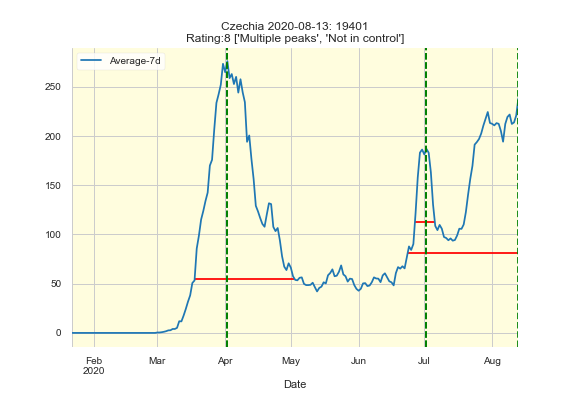 Czechia 2020-08-13: 19401
Rating:8 ['Multiple peaks', 'Not in control']
Average-7d
250
200
150
100
50
0
Feb Mar Apr May Jun Jul Aug
2020
Date